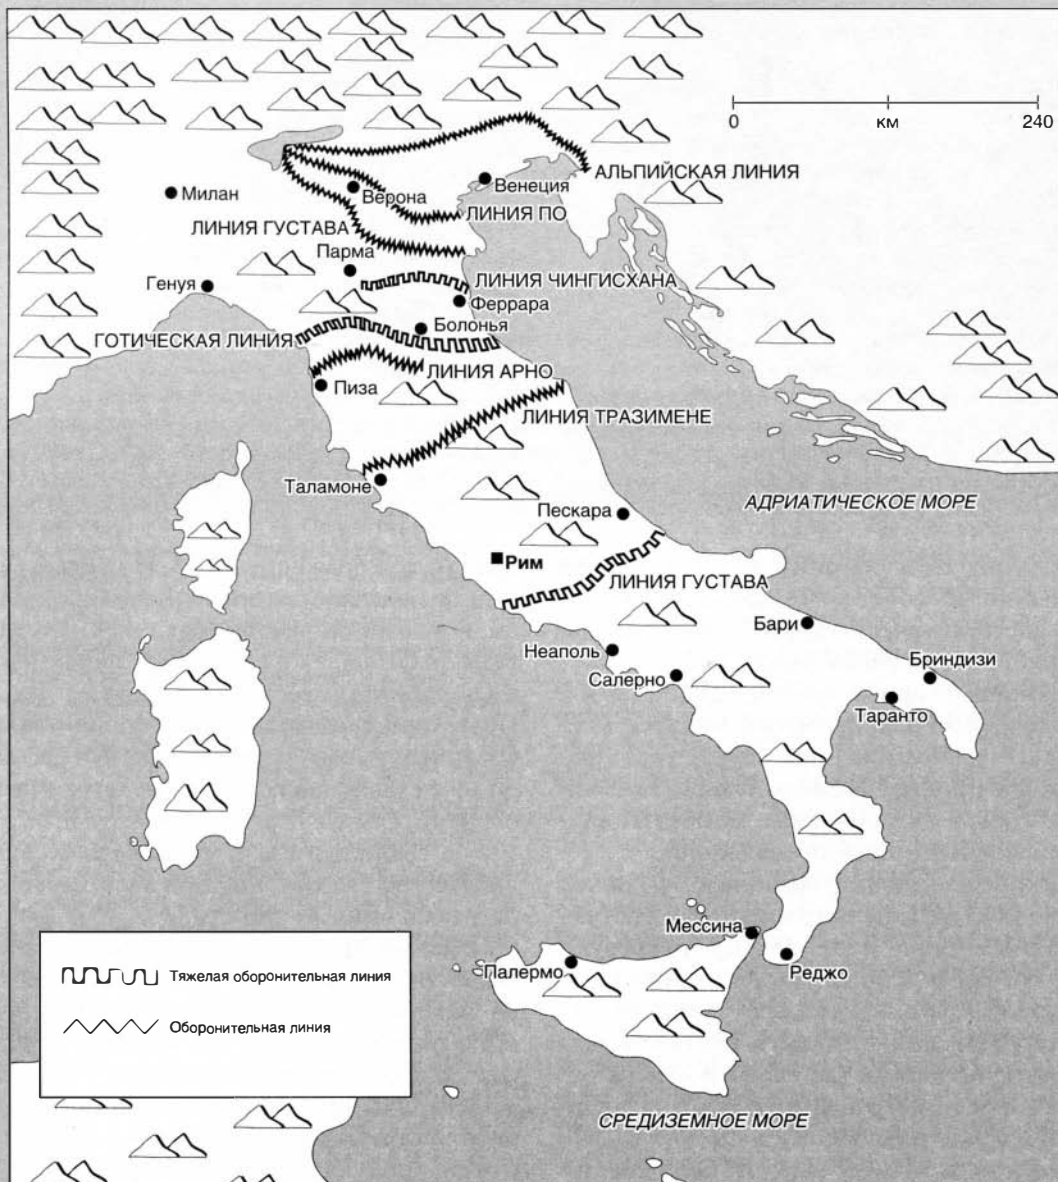 0 км 240
АЛЬПИЙСКАЯ ЛИНИЯ
Милан
Верона
Венеция
ЛИНИЯ ПО
ЛИНИЯ ГУСТАВА
Парма
Генуя
ЛИНИЯ ЧИНГИСХАНА
Феррара
Болонья
ГОТИЧЕСКАЯ ЛИНИЯ
ЛИНИЯ АРНО
Пиза
ЛИНИЯ ТРАЗИМЕНЕ
Таламоне
АДРИАТИЧЕСКОЕ МОРЕ
Пескара
Рим
ЛИНИЯ ГУСТАВА
Бари
Неаполь
Бриндизи
Салерно
Таранто
Мессина
Палермо
Реджо
Тяжелая оборонительная линия
Оборонительная линия
СРЕДИЗЕМНОЕ МОРЕ